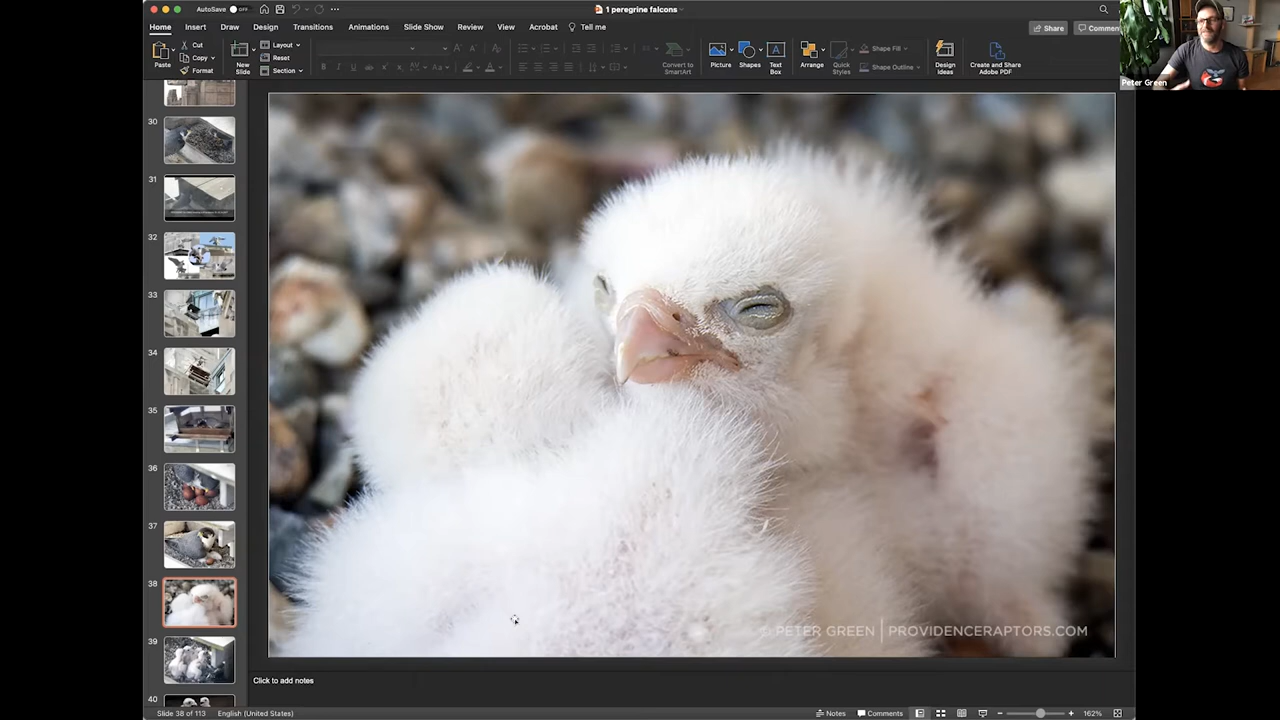 AutoSave OFF
1 peregrine falcons
Home Insert Draw Design Transitions Animations Slide Show Review View Acrobat Tell me
Share Comment
Paste
Cut
Copy
Format
New Slide
Layout
Reset
Section
Convert to SmartArt
Picture
Shapes
Text Box
Arrange
Quick Styles
Shape Fill
Shape Outline
Design Ideas
Create and Share Adobe PDF
Peter Green
30
31
32
33
34
35
36
37
38
39
40
© PETER GREEN | PROVIDENCERAPTORS.COM
Click to add notes
Slide 38 of 113 English (United States) Notes Comments 162%